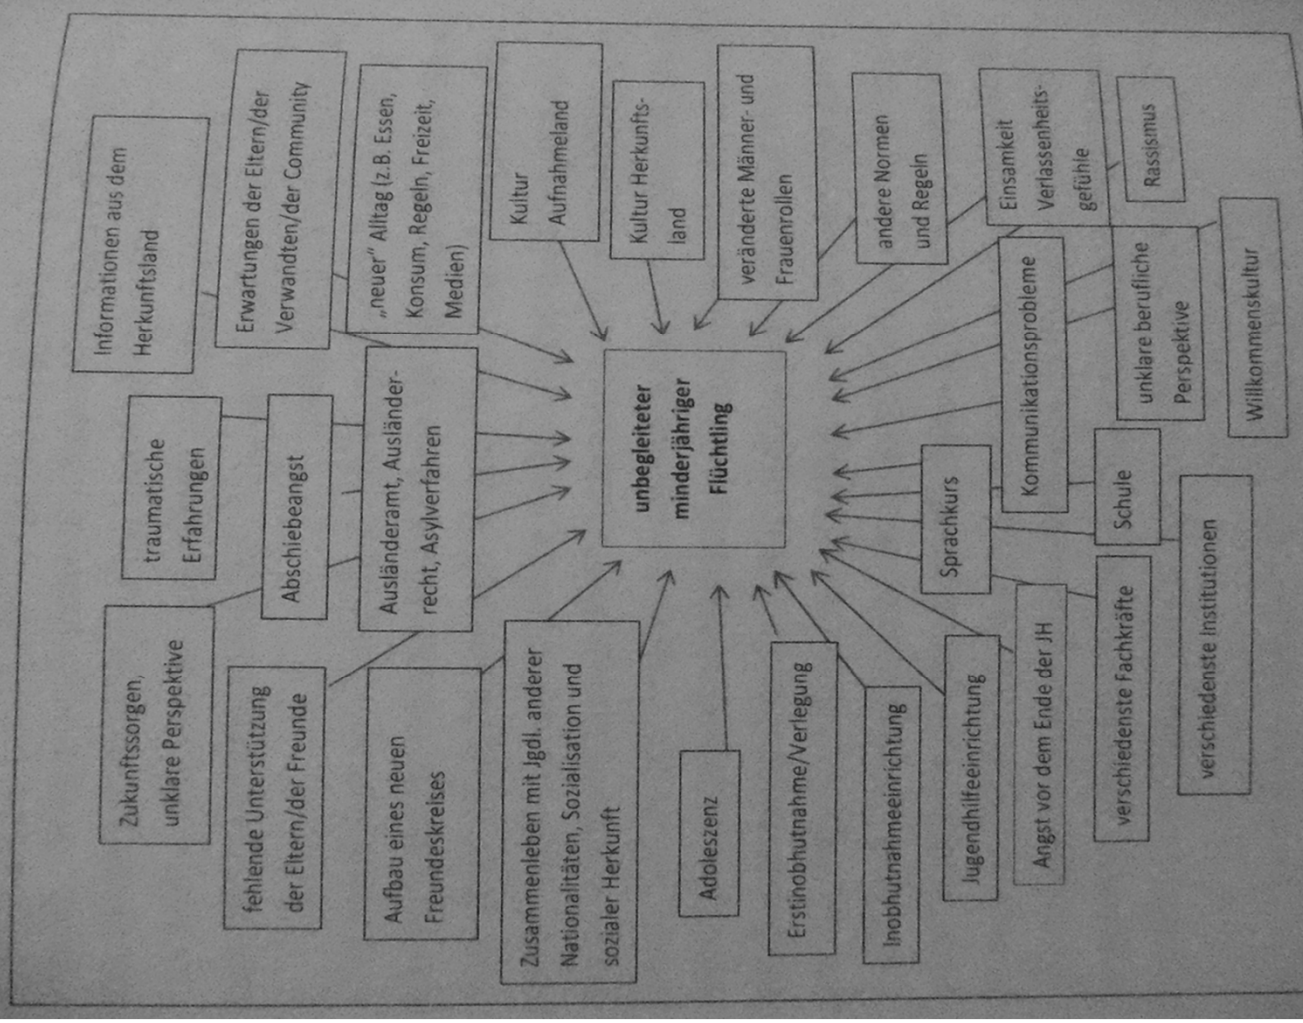 Informationen aus dem
Herkunftsland
Erwartungen der Eltern/der
Verwandten/der Community
„neuer“ Alltag (z.B. Essen,
Konsum, Regeln, Freizeit,
Medien)
Kultur
Aufnahmeland
Kultur Herkunfts-
land
veränderte Männer- und
Frauenrollen
andere Normen
und Regeln
Einsamkeit
Verlassenheits-
gefühle
Rassismus
traumatische
Erfahrungen
Abschiebeangst
Ausländeramt, Ausländer-
recht, Asylverfahren
unbegleiteter
minderjähriger
Flüchtling
Kommunikationsprobleme
unklare berufliche
Perspektive
Willkommenskultur
Sprachkurs
Schule
Zukunftssorgen,
unklare Perspektive
fehlende Unterstützung
der Eltern/der Freunde
Aufbau eines neuen
Freundeskreises
Zusammenleben mit Jgdl. anderer
Nationalitäten, Sozialisation und
sozialer Herkunft
Adoleszenz
Erstinobhutnahme/Verlegung
Inobhutnahmeeinrichtung
Jugendhilfeeinrichtung
Angst vor dem Ende der JH
verschiedenste Fachkräfte
verschiedenste Institutionen